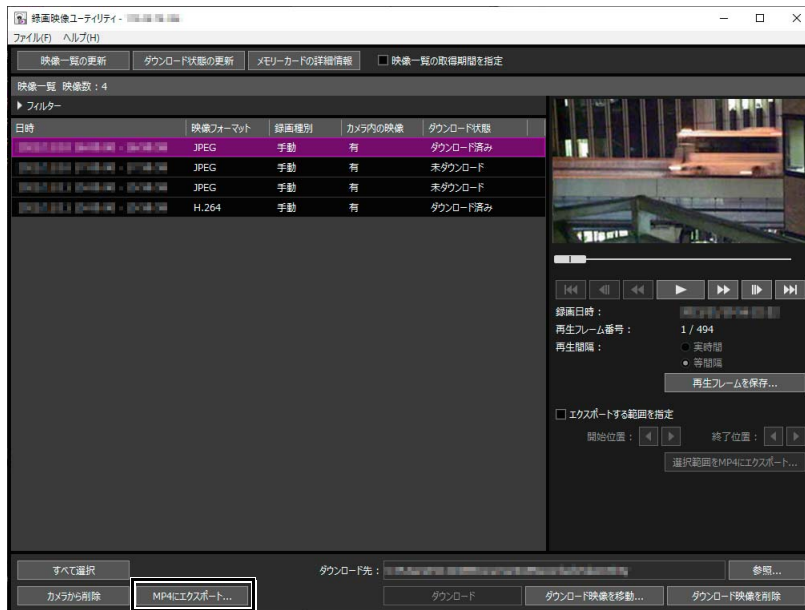 録画映像ユーティリティ -
ファイル(F) ヘルプ(H)
映像一覧の更新 ダウンロード状態の更新 メモリーカードの詳細情報 映像一覧の取得期間を指定
映像一覧 映像数：4
フィルター
日時 映像フォーマット 録画種別 カメラ内の映像 ダウンロード状態
JPEG 手動 有 ダウンロード済み
JPEG 手動 有 未ダウンロード
JPEG 手動 有 未ダウンロード
H.264 手動 有 ダウンロード済み
録画日時：
再生フレーム番号： 1 / 494
再生間隔： 実時間
等間隔
再生フレームを保存...
エクスポートする範囲を指定
開始位置： 終了位置：
選択範囲をMP4にエクスポート...
すべて選択 ダウンロード先： 参照...
カメラから削除 MP4にエクスポート... ダウンロード ダウンロード映像を移動... ダウンロード映像を削除